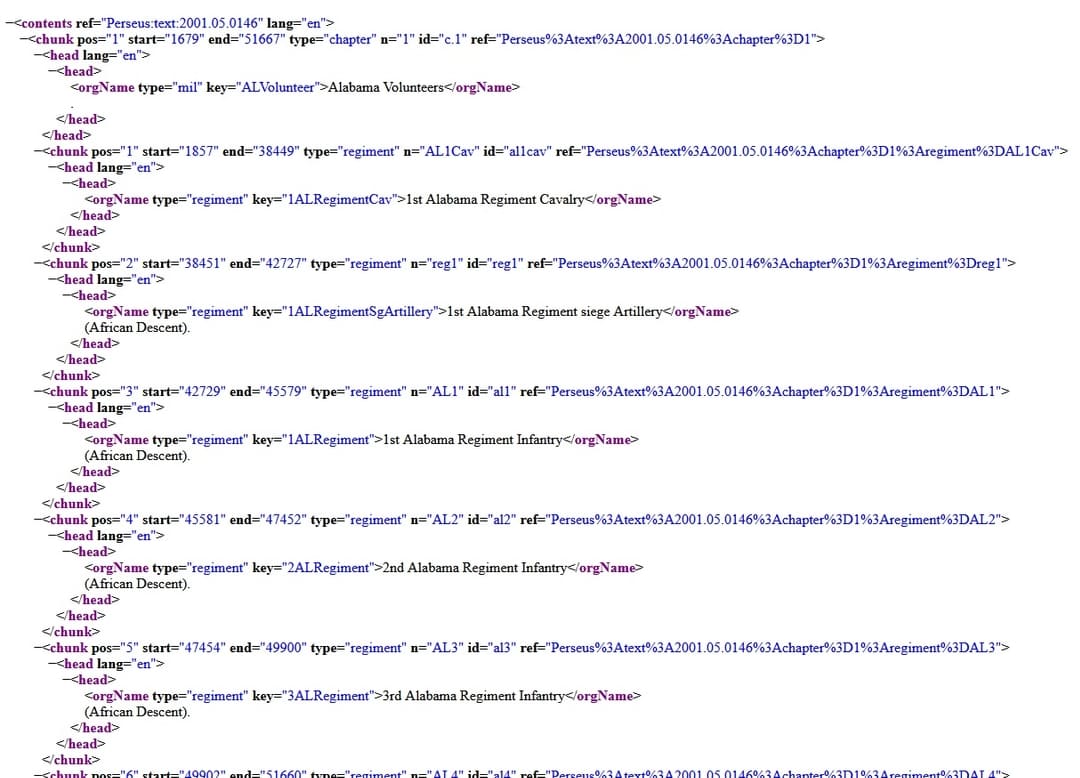 −<contents ref="Perseus:text:2001.05.0146" lang="en">
−<chunk pos="1" start="1679" end="51667" type="chapter" n="1" id="c.1" ref="Perseus%3Atext%3A2001.05.0146%3Achapter%3D1">
−<head lang="en">
−<head>
<orgName type="mil" key="ALVolunteer">Alabama Volunteers</orgName>
.
</head>
</head>
−<chunk pos="1" start="1857" end="38449" type="regiment" n="AL1Cav" id="al1cav" ref="Perseus%3Atext%3A2001.05.0146%3Achapter%3D1%3Aregiment%3DAL1Cav">
−<head lang="en">
−<head>
<orgName type="regiment" key="1ALRegimentCav">1st Alabama Regiment Cavalry</orgName>
</head>
</head>
</chunk>
−<chunk pos="2" start="38451" end="42727" type="regiment" n="reg1" id="reg1" ref="Perseus%3Atext%3A2001.05.0146%3Achapter%3D1%3Aregiment%3Dreg1">
−<head lang="en">
−<head>
<orgName type="regiment" key="1ALRegimentSgArtillery">1st Alabama Regiment siege Artillery</orgName>
(African Descent).
</head>
</head>
</chunk>
−<chunk pos="3" start="42729" end="45579" type="regiment" n="AL1" id="al1" ref="Perseus%3Atext%3A2001.05.0146%3Achapter%3D1%3Aregiment%3DAL1">
−<head lang="en">
−<head>
<orgName type="regiment" key="1ALRegiment">1st Alabama Regiment Infantry</orgName>
(African Descent).
</head>
</head>
</chunk>
−<chunk pos="4" start="45581" end="47452" type="regiment" n="AL2" id="al2" ref="Perseus%3Atext%3A2001.05.0146%3Achapter%3D1%3Aregiment%3DAL2">
−<head lang="en">
−<head>
<orgName type="regiment" key="2ALRegiment">2nd Alabama Regiment Infantry</orgName>
(African Descent).
</head>
</head>
</chunk>
−<chunk pos="5" start="47454" end="49900" type="regiment" n="AL3" id="al3" ref="Perseus%3Atext%3A2001.05.0146%3Achapter%3D1%3Aregiment%3DAL3">
−<head lang="en">
−<head>
<orgName type="regiment" key="3ALRegiment">3rd Alabama Regiment Infantry</orgName>
(African Descent).
</head>
</head>
</chunk>
−<chunk pos="6" start="49902" end="51660" type="regiment" n="AL4" id="al4" ref="Perseus%3Atext%3A2001.05.0146%3Achapter%3D1%3Aregiment%3DAL4">